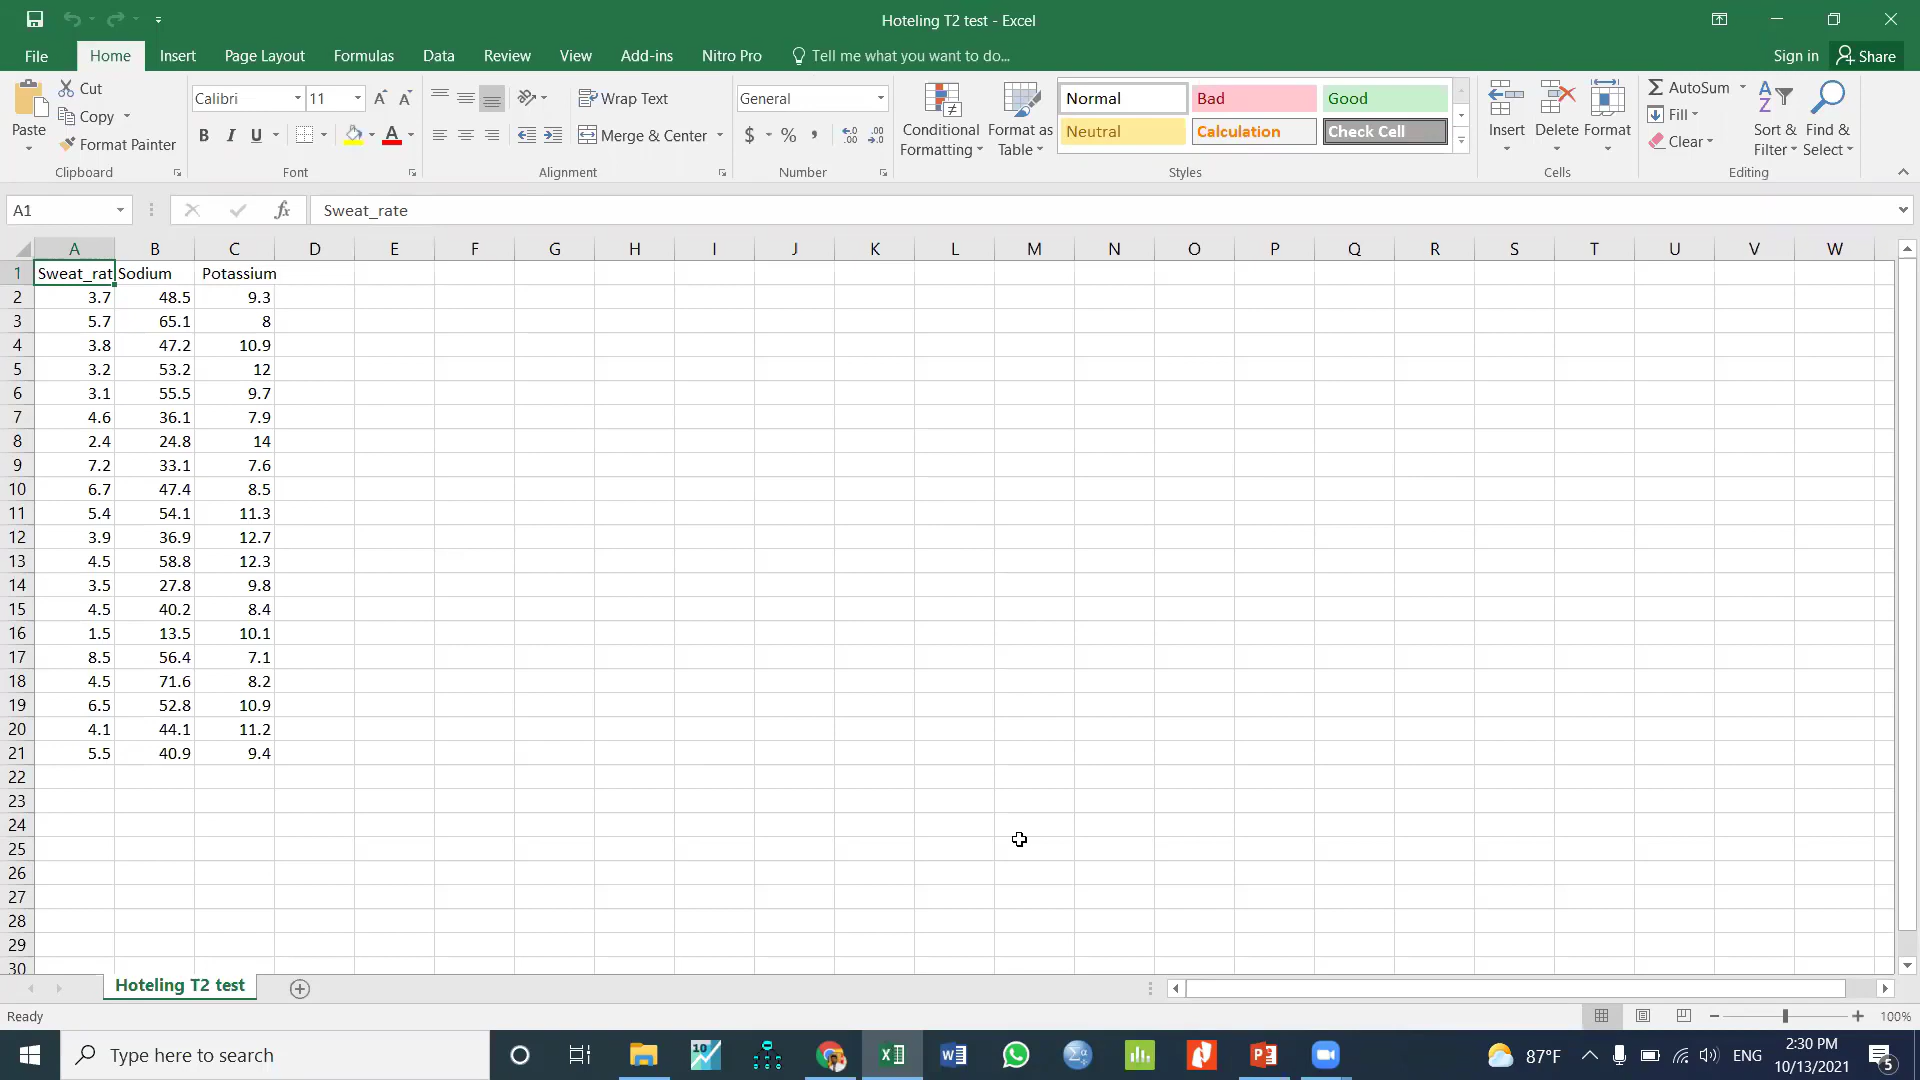 Hoteling T2 test - Excel
File Home Insert Page Layout Formulas Data Review View Add-ins Nitro Pro Tell me what you want to do... Sign in Share
Paste Cut Copy Format Painter Clipboard
Calibri 11 A A B I U A Font
Wrap Text Merge & Center Alignment
General $ % , Number
Conditional Formatting Format as Table
Normal Bad Good
Neutral Calculation Check Cell
Styles
Insert Delete Format Cells
AutoSum Fill Clear Sort & Filter Find & Select Editing
A1 fx Sweat_rate
A B C D E F G H I J K L M N O P Q R S T U V W
1 Sweat_rat Sodium Potassium
2 3.7 48.5 9.3
3 5.7 65.1 8
4 3.8 47.2 10.9
5 3.2 53.2 12
6 3.1 55.5 9.7
7 4.6 36.1 7.9
8 2.4 24.8 14
9 7.2 33.1 7.6
10 6.7 47.4 8.5
11 5.4 54.1 11.3
12 3.9 36.9 12.7
13 4.5 58.8 12.3
14 3.5 27.8 9.8
15 4.5 40.2 8.4
16 1.5 13.5 10.1
17 8.5 56.4 7.1
18 4.5 71.6 8.2
19 6.5 52.8 10.9
20 4.1 44.1 11.2
21 5.5 40.9 9.4
22
23
24
25
26
27
28
29
30
Hoteling T2 test
Ready 100%
Type here to search 87°F ENG 2:30 PM
10/13/2021 5